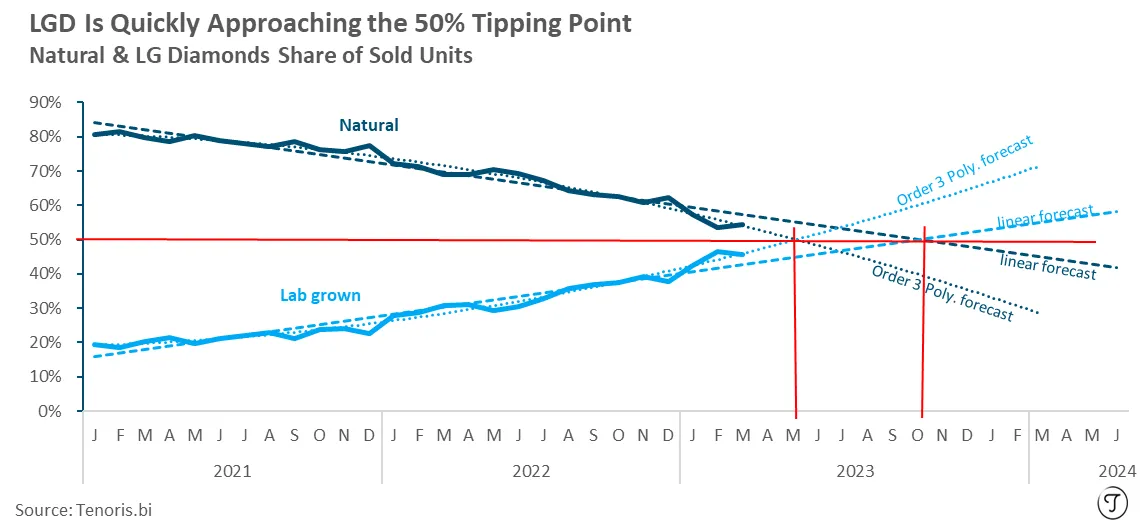 LGD Is Quickly Approaching the 50% Tipping Point
Natural & LG Diamonds Share of Sold Units
90%
80%
70%
60%
50%
40%
30%
20%
10%
0%
Natural
Lab grown
Order 3 Poly. forecast
linear forecast
linear forecast
Order 3 Poly. forecast
J F M A M J J A S O N D J F M A M J J A S O N D J F M A M J J A S O N D J F M A M J
2021 2022 2023 2024
Source: Tenoris.bi
T